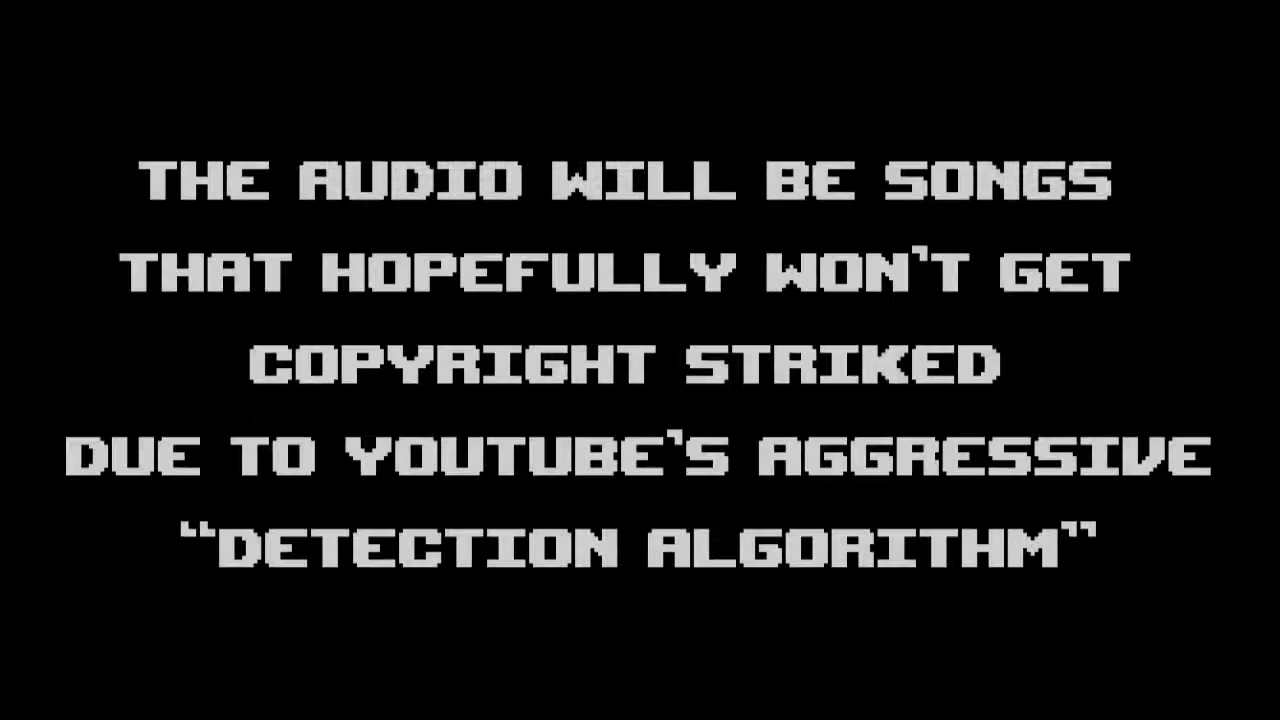 THE AUDIO WILL BE SONGS
THAT HOPEFULLY WON'T GET
COPYRIGHT STRIKED
DUE TO YOUTUBE'S AGGRESSIVE
“DETECTION ALGORITHM”